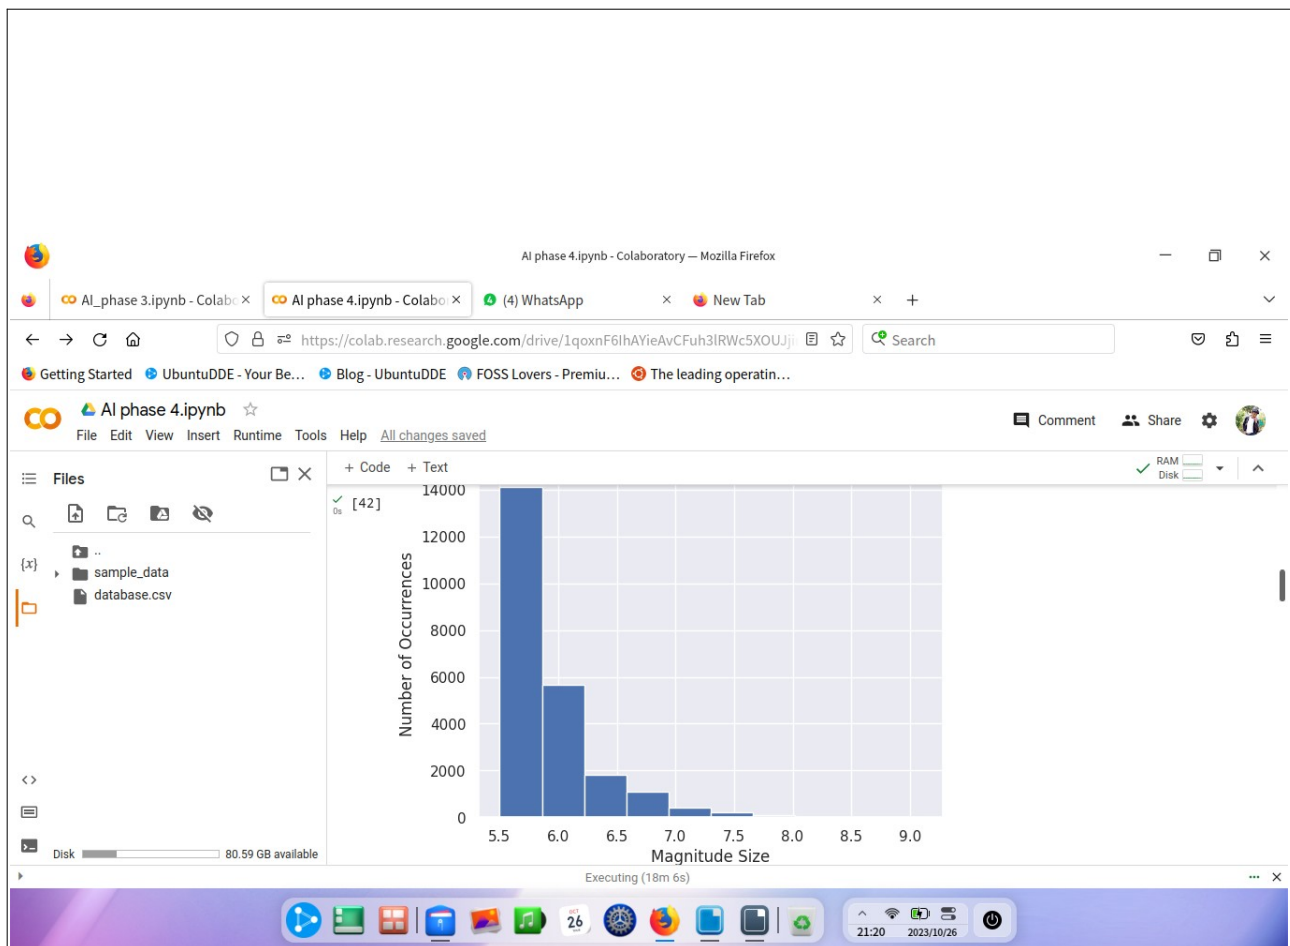 AI phase 4.ipynb - Colaboratory — Mozilla Firefox
AI_phase 3.ipynb - Colabo
AI phase 4.ipynb - Colabo
(4) WhatsApp
New Tab
https://colab.research.google.com/drive/1qoxnF6IhAYieAvCFuh3lRWc5XOUJji
Search
Getting Started
UbuntuDDE - Your Be...
Blog - UbuntuDDE
FOSS Lovers - Premiu...
The leading operatin...
AI phase 4.ipynb
File Edit View Insert Runtime Tools Help All changes saved
Comment
Share
Files
+ Code + Text
RAM
Disk
[42]
0s
..
sample_data
database.csv
{x}
14000
12000
10000
8000
6000
4000
2000
0
Number of Occurrences
5.5 6.0 6.5 7.0 7.5 8.0 8.5 9.0
Magnitude Size
Disk
80.59 GB available
Executing (18m 6s)
OCT
26
21:20
2023/10/26